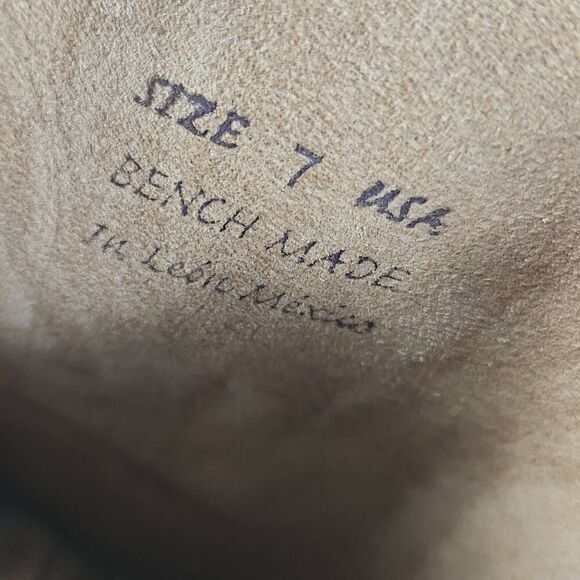 SIZE 7 USA
BENCH MADE
In León México